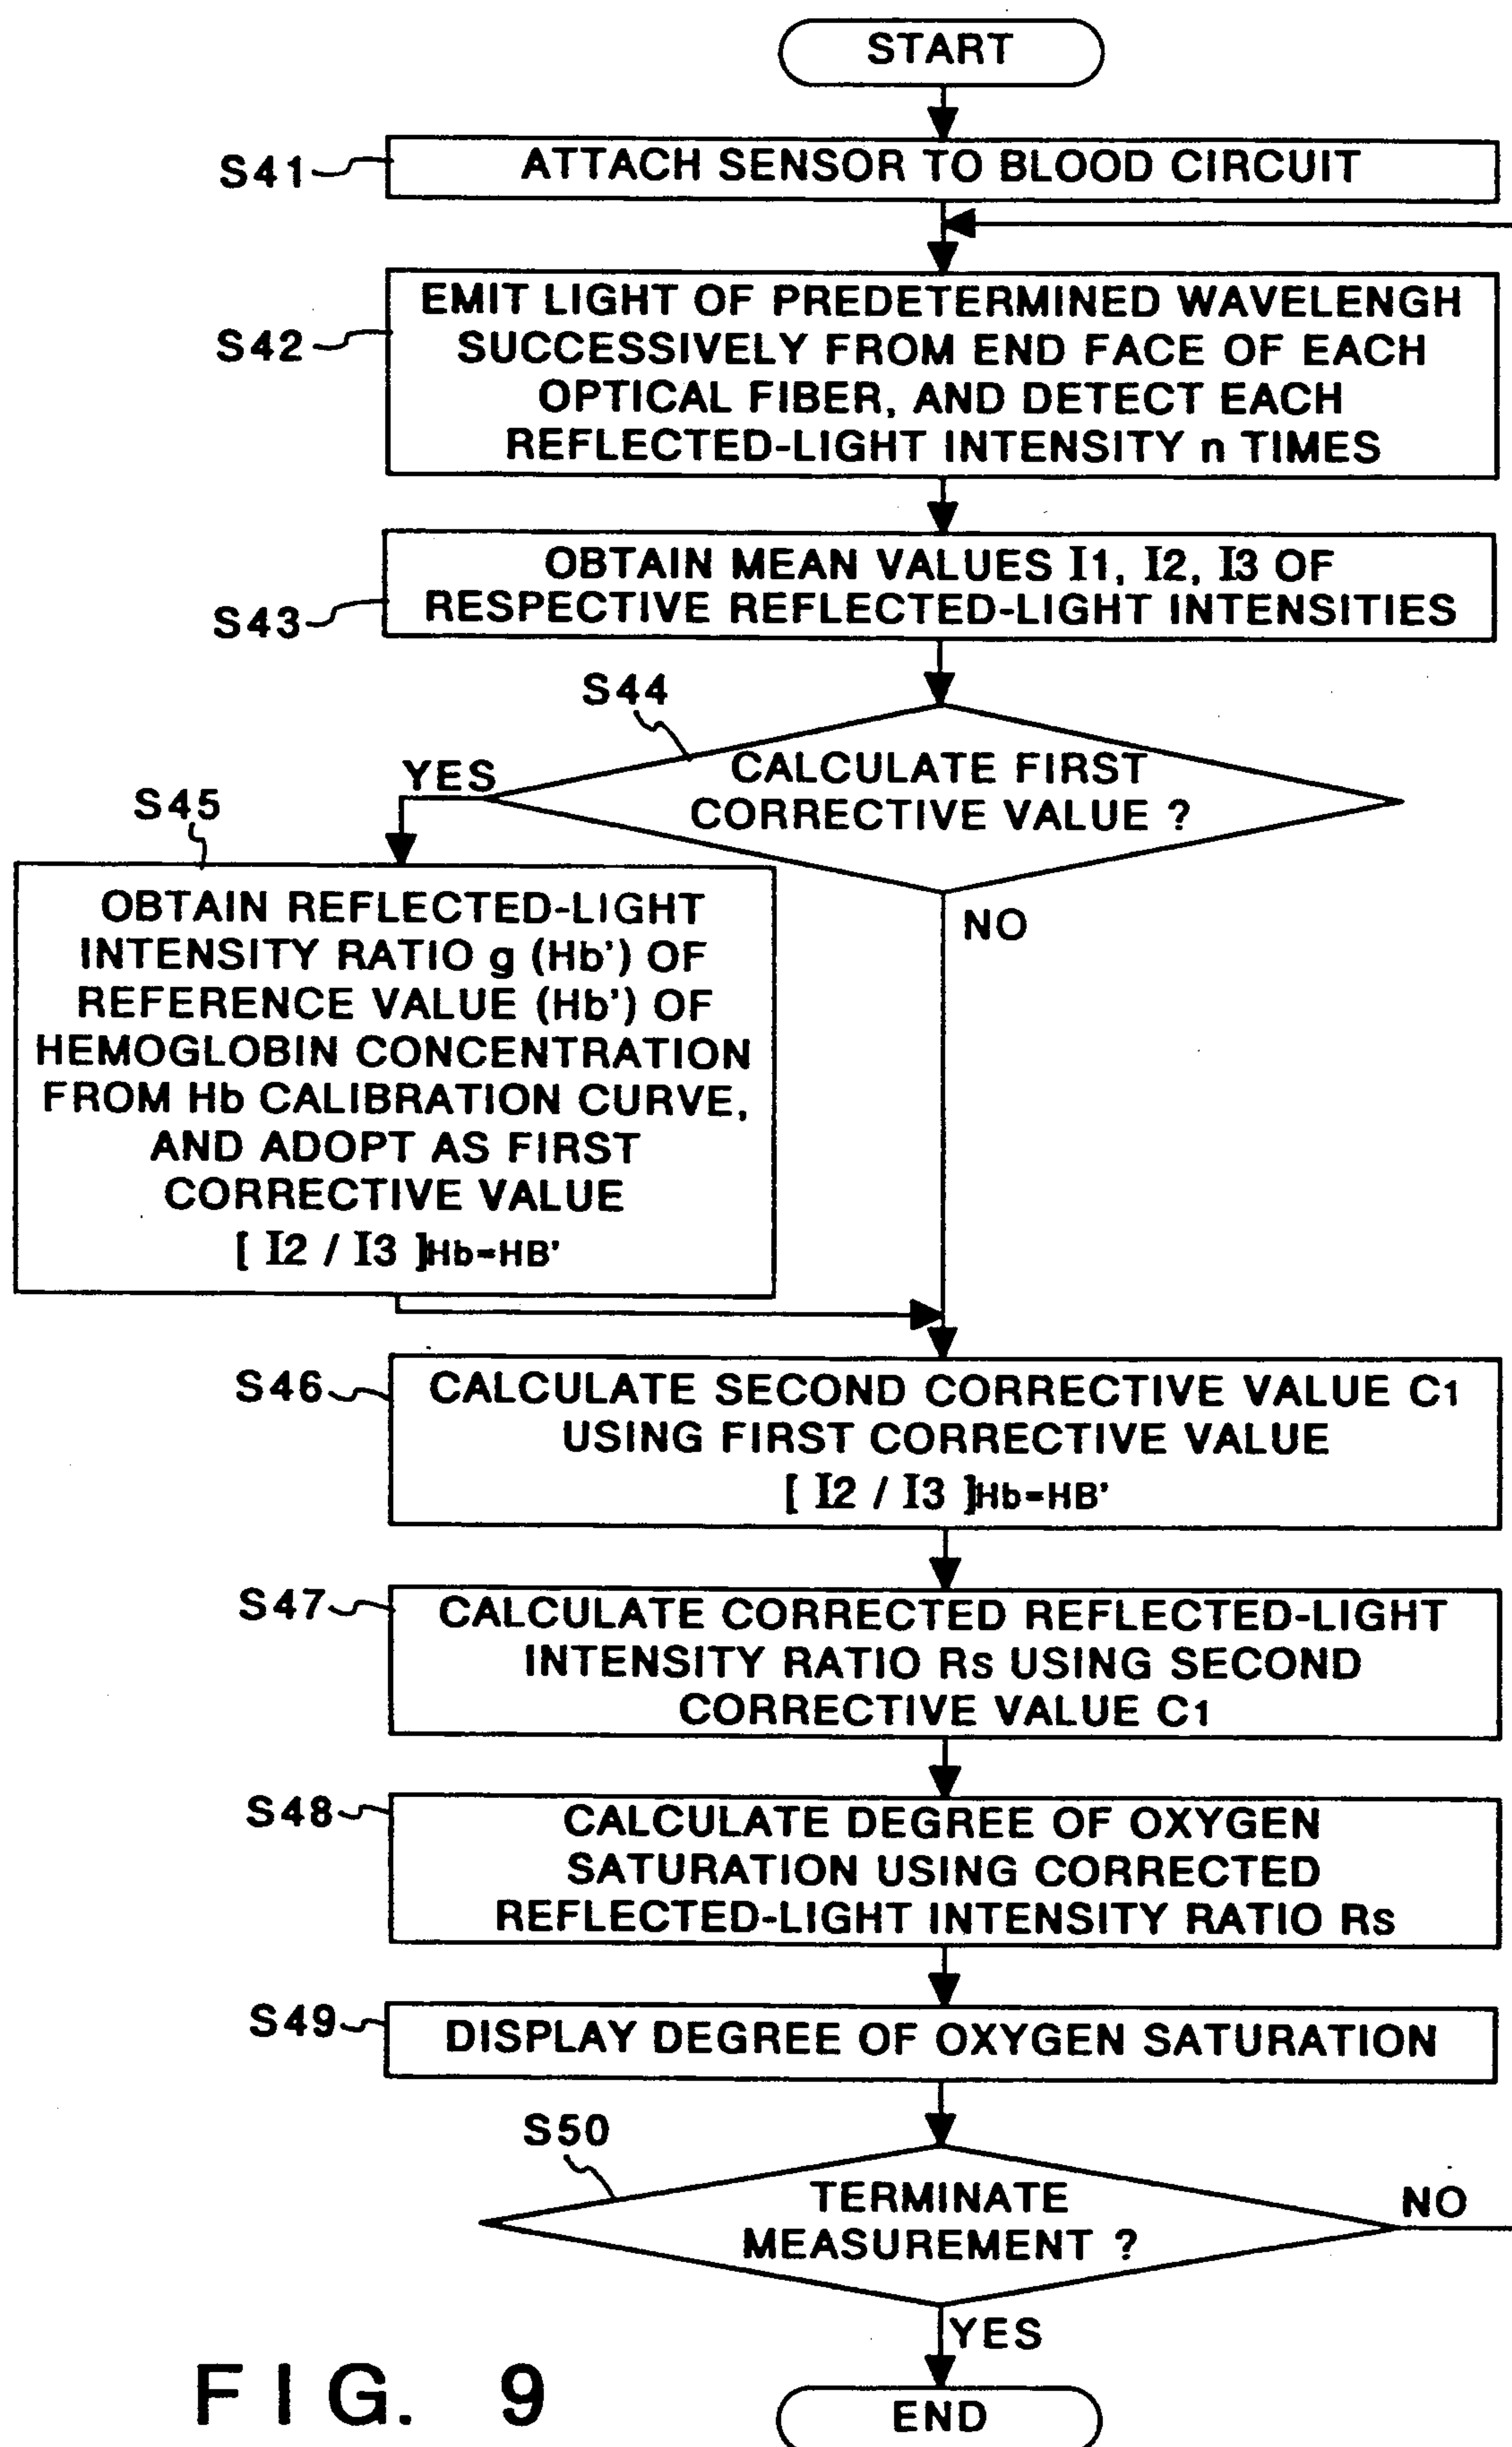 START
S41
ATTACH SENSOR TO BLOOD CIRCUIT
S42
EMIT LIGHT OF PREDETERMINED WAVELENGH
SUCCESSIVELY FROM END FACE OF EACH
OPTICAL FIBER, AND DETECT EACH
REFLECTED-LIGHT INTENSITY n TIMES
S43
OBTAIN MEAN VALUES I1, I2, I3 OF
RESPECTIVE REFLECTED-LIGHT INTENSITIES
S44
CALCULATE FIRST
CORRECTIVE VALUE ?
YES
NO
S45
OBTAIN REFLECTED-LIGHT
INTENSITY RATIO g (Hb') OF
REFERENCE VALUE (Hb') OF
HEMOGLOBIN CONCENTRATION
FROM Hb CALIBRATION CURVE,
AND ADOPT AS FIRST
CORRECTIVE VALUE
[ I2 / I3 ]Hb=HB'
S46
CALCULATE SECOND CORRECTIVE VALUE C1
USING FIRST CORRECTIVE VALUE
[ I2 / I3 ]Hb=HB'
S47
CALCULATE CORRECTED REFLECTED-LIGHT
INTENSITY RATIO Rs USING SECOND
CORRECTIVE VALUE C1
S48
CALCULATE DEGREE OF OXYGEN
SATURATION USING CORRECTED
REFLECTED-LIGHT INTENSITY RATIO Rs
S49
DISPLAY DEGREE OF OXYGEN SATURATION
S50
TERMINATE
MEASUREMENT ?
NO
YES
END
FIG. 9